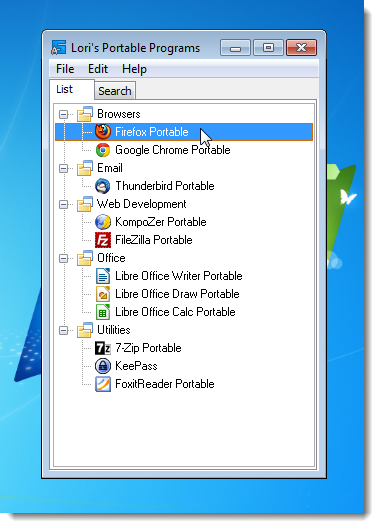 Lori's Portable Programs
File Edit Help
List Search
Browsers
Firefox Portable
Google Chrome Portable
Email
Thunderbird Portable
Web Development
KompoZer Portable
FileZilla Portable
Office
Libre Office Writer Portable
Libre Office Draw Portable
Libre Office Calc Portable
Utilities
7z 7-Zip Portable
KeePass
FoxitReader Portable